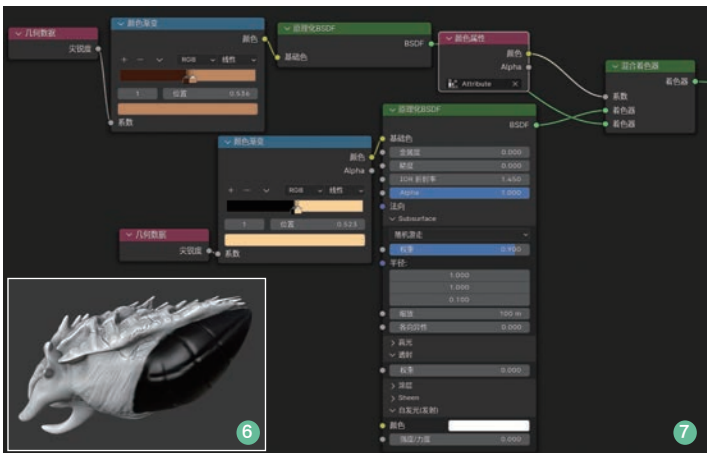 几何数据
尖锐度
颜色渐变
颜色
RGB
线性
1
位置
0.536
系数
原理化BSDF
BSDF
基础色
颜色属性
颜色
Alpha
Attribute
混合着色器
着色器
系数
着色器
着色器
颜色渐变
颜色
Alpha
RGB
线性
1
位置
0.523
系数
几何数据
尖锐度
原理化BSDF
BSDF
基础色
金属度
0.000
糙度
0.000
IOR 折射率
1.450
Alpha
1.000
法向
Subsurface
随机游走
权重
0.900
半径:
1.000
1.000
0.100
缩放
100 m
各向异性
0.000
高光
透射
权重
0.000
涂层
Sheen
自发光(发射)
颜色
强度/力度
0.000
6
7